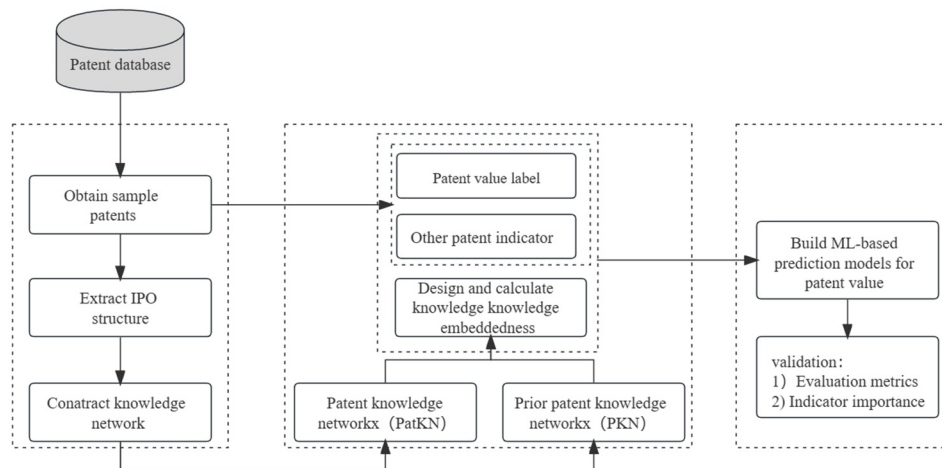 Patent database
Obtain sample
patents
Extract IPO
structure
Conatract knowledge
network
Patent value label
Other patent indicator
Design and calculate
knowledge knowledge
embeddedness
Patent knowledge
networkx（PatKN）
Prior patent knowledge
networkx（PKN）
Build ML-based
prediction models for
patent value
validation：
1）Evaluation metrics
2) Indicator importance